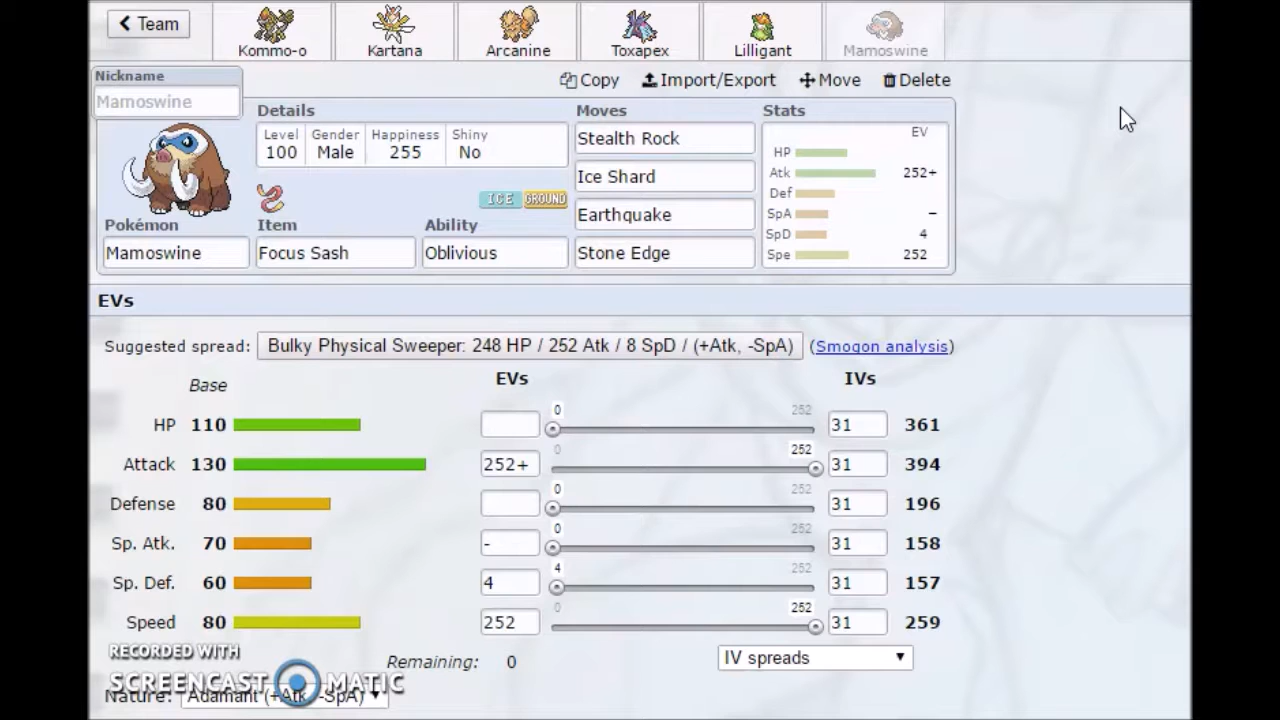 Team
Kommo-o Kartana Arcanine Toxapex Lilligant Mamoswine
Copy Import/Export Move Delete
Nickname
Mamoswine
Details Moves Stats
Level Gender Happiness Shiny
100 Male 255 No
Stealth Rock
Ice Shard
Earthquake
Stone Edge
EV
HP
Atk 252+
Def
SpA –
SpD 4
Spe 252
ICE GROUND
Pokémon Item Ability
Mamoswine Focus Sash Oblivious
EVs
Suggested spread: Bulky Physical Sweeper: 248 HP / 252 Atk / 8 SpD / (+Atk, -SpA) (Smogon analysis)
Base EVs IVs
HP 110 0 252 31 361
Attack 130 252+ 0 252 31 394
Defense 80 0 252 31 196
Sp. Atk. 70 - 0 252 31 158
Sp. Def. 60 4 4 252 31 157
Speed 80 252 0 252 31 259
Remaining: 0 IV spreads
RECORDED WITH
SCREENCAST MATIC
Nature: Adamant (+Atk, -SpA)